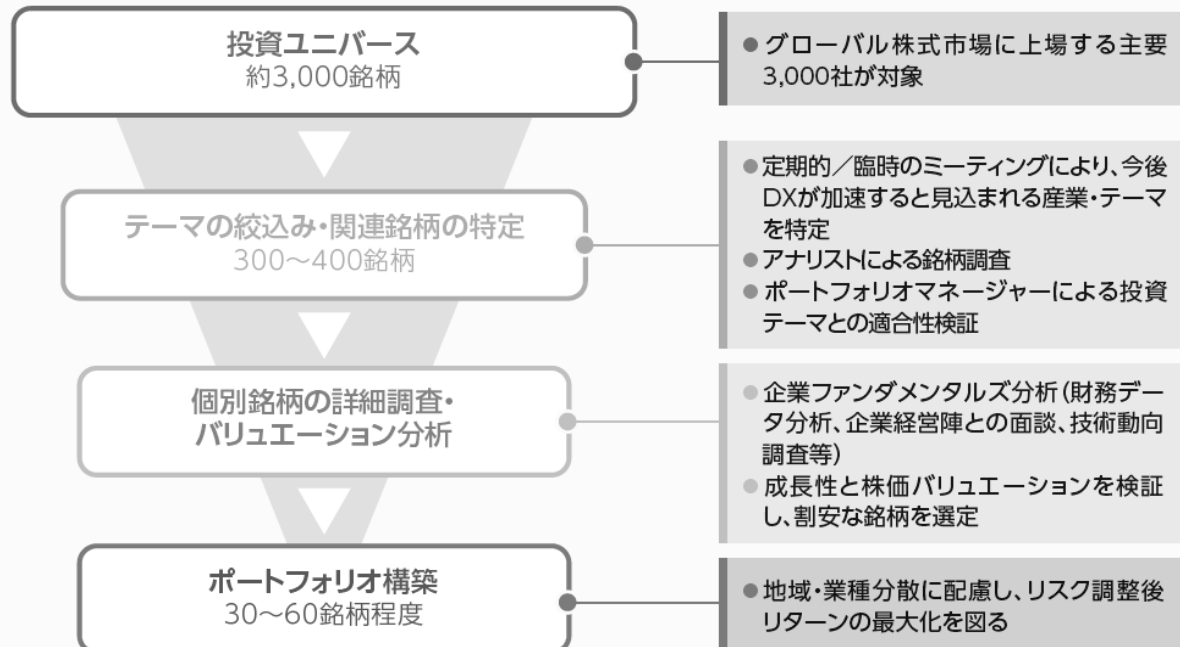 投資ユニバース
約3,000銘柄
●グローバル株式市場に上場する主要
3,000社が対象
テーマの絞込み・関連銘柄の特定
300～400銘柄
●定期的／臨時のミーティングにより、今後
DXが加速すると見込まれる産業・テーマ
を特定
●アナリストによる銘柄調査
●ポートフォリオマネージャーによる投資
テーマとの適合性検証
個別銘柄の詳細調査・
バリュエーション分析
●企業ファンダメンタルズ分析（財務デー
タ分析、企業経営陣との面談、技術動向
調査等）
●成長性と株価バリュエーションを検証
し、割安な銘柄を選定
ポートフォリオ構築
30～60銘柄程度
●地域・業種分散に配慮し、リスク調整後
リターンの最大化を図る